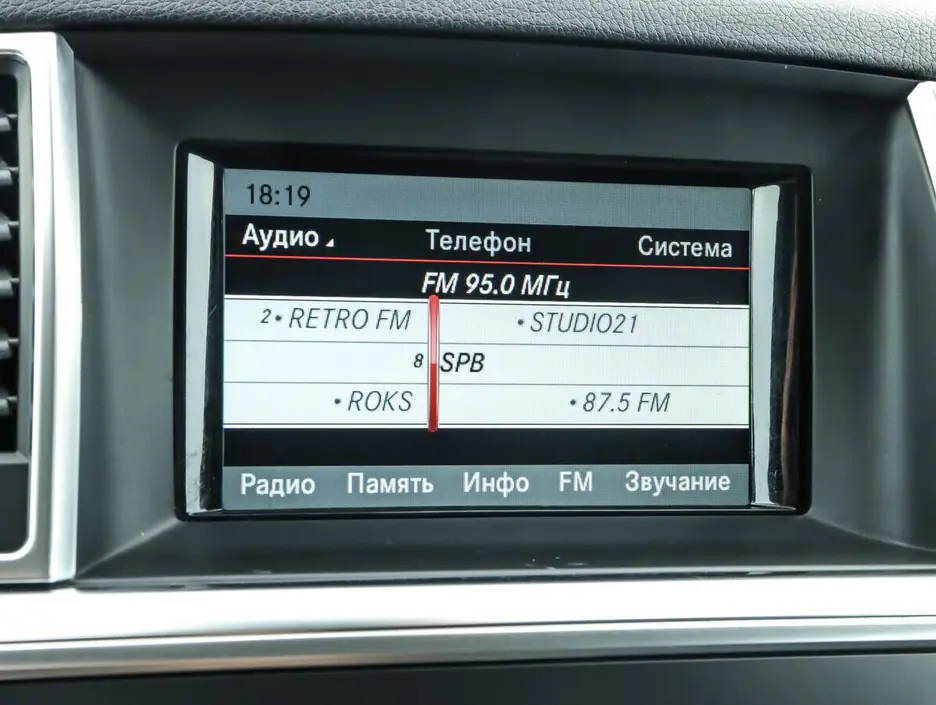 18:19
Аудио Телефон Система
FM 95.0 МГц
2 • RETRO FM • STUDIO21
8 SPB
• ROKS • 87.5 FM
Радио Память Инфо FM Звучание